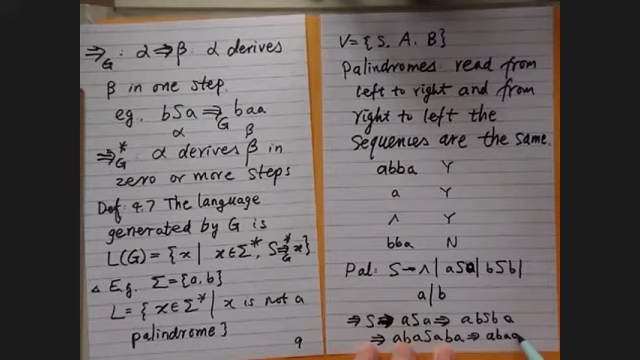 ⇒G : α ⇒ β : α derives
β in one step.
eg. bSa ⇒G baa
α β
⇒*G : α derives β in
zero or more steps
Def 4.7 The language
generated by G is
L(G) = { x | x ∈ Σ*, S ⇒*G x }
E.g. Σ = {a, b}
L = { x ∈ Σ* | x is not a
palindrome }
9
V = { S, A, B }
Palindromes: read from
left to right and from
right to left the
sequences are the same.
abba Y
a Y
Λ Y
bba N
Pal: S → Λ | aSa | bSb |
a | b
⇒ S ⇒ aSa ⇒ abSba
⇒ abaSaba ⇒ abaa